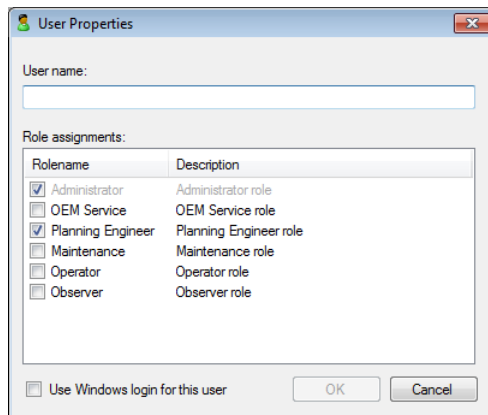 User Properties
User name:
Role assignments:
Rolename Description
Administrator Administrator role
OEM Service OEM Service role
Planning Engineer Planning Engineer role
Maintenance Maintenance role
Operator Operator role
Observer Observer role
Use Windows login for this user OK Cancel